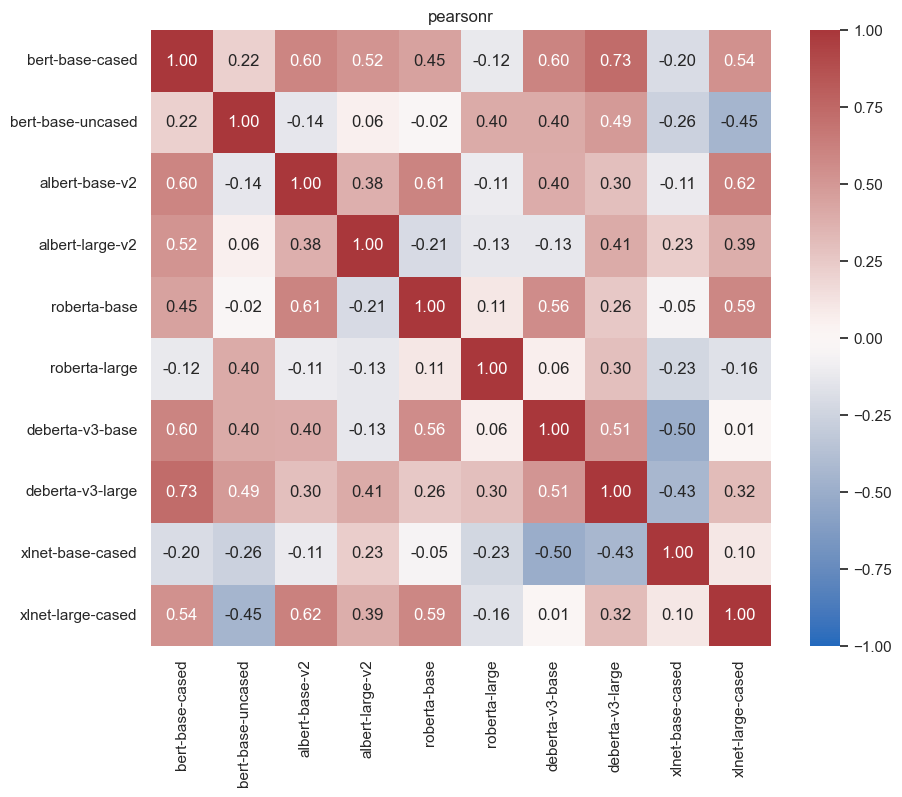 pearsonr
bert-base-cased 1.00 0.22 0.60 0.52 0.45 -0.12 0.60 0.73 -0.20 0.54
bert-base-uncased 0.22 1.00 -0.14 0.06 -0.02 0.40 0.40 0.49 -0.26 -0.45
albert-base-v2 0.60 -0.14 1.00 0.38 0.61 -0.11 0.40 0.30 -0.11 0.62
albert-large-v2 0.52 0.06 0.38 1.00 -0.21 -0.13 -0.13 0.41 0.23 0.39
roberta-base 0.45 -0.02 0.61 -0.21 1.00 0.11 0.56 0.26 -0.05 0.59
roberta-large -0.12 0.40 -0.11 -0.13 0.11 1.00 0.06 0.30 -0.23 -0.16
deberta-v3-base 0.60 0.40 0.40 -0.13 0.56 0.06 1.00 0.51 -0.50 0.01
deberta-v3-large 0.73 0.49 0.30 0.41 0.26 0.30 0.51 1.00 -0.43 0.32
xlnet-base-cased -0.20 -0.26 -0.11 0.23 -0.05 -0.23 -0.50 -0.43 1.00 0.10
xlnet-large-cased 0.54 -0.45 0.62 0.39 0.59 -0.16 0.01 0.32 0.10 1.00
bert-base-cased
bert-base-uncased
albert-base-v2
albert-large-v2
roberta-base
roberta-large
deberta-v3-base
deberta-v3-large
xlnet-base-cased
xlnet-large-cased
1.00
0.75
0.50
0.25
0.00
−0.25
−0.50
−0.75
−1.00